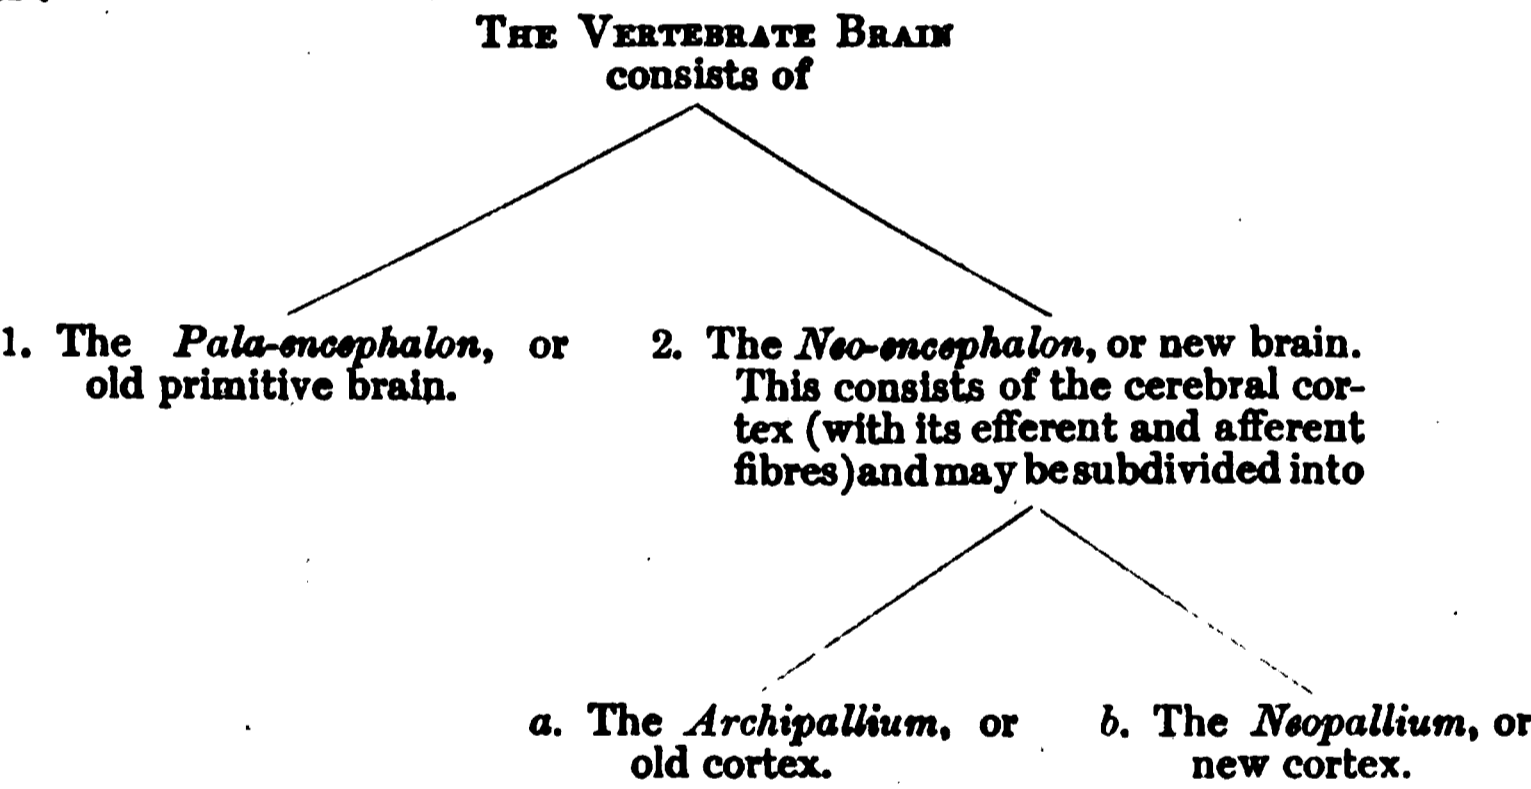 THE VERTEBRATE BRAIN
consists of
1. The Pala-encephalon, or
old primitive brain.
2. The Neo-encephalon, or new brain.
This consists of the cerebral cor-
tex (with its efferent and afferent
fibres) and may be subdivided into
a. The Archipallium, or
old cortex.
b. The Neopallium, or
new cortex.